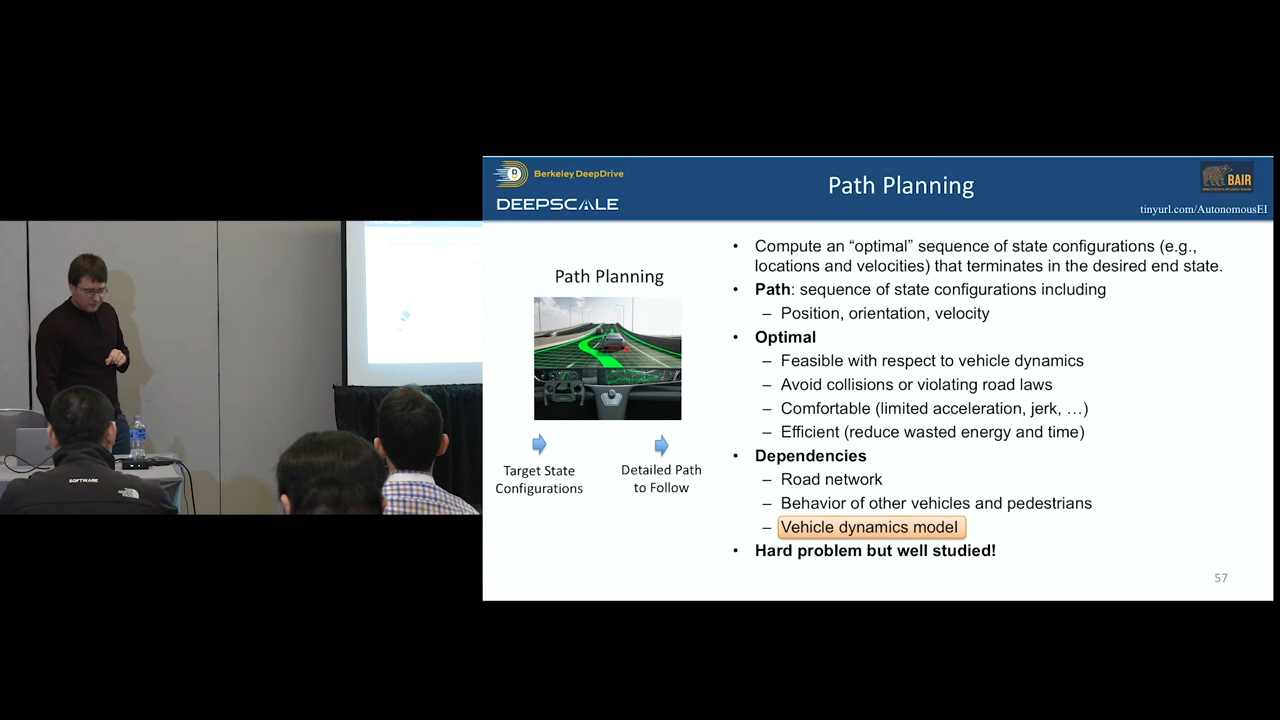 Berkeley DeepDrive
DEEPSCALE
Path Planning
BAIR
tinyurl.com/AutonomousEI
Path Planning
Target State
Configurations
Detailed Path
to Follow
• Compute an “optimal” sequence of state configurations (e.g.,
locations and velocities) that terminates in the desired end state.
• Path: sequence of state configurations including
– Position, orientation, velocity
• Optimal
– Feasible with respect to vehicle dynamics
– Avoid collisions or violating road laws
– Comfortable (limited acceleration, jerk, …)
– Efficient (reduce wasted energy and time)
• Dependencies
– Road network
– Behavior of other vehicles and pedestrians
– Vehicle dynamics model
• Hard problem but well studied!
57
SOFTWARE